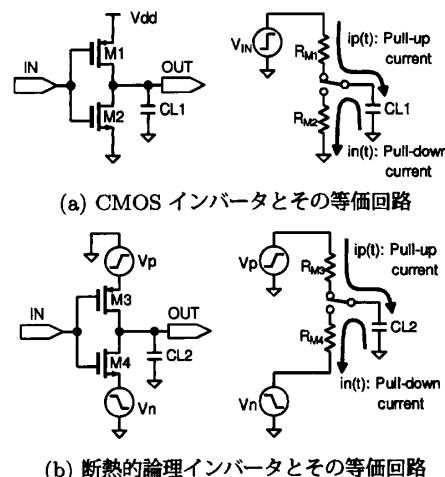 Vdd
M1
IN
OUT
M2
CL1
VIN
RM1
ip(t): Pull-up
current
CL1
RM2
in(t): Pull-down
current
(a) CMOS インバータとその等価回路
Vp
M3
IN
OUT
M4
CL2
Vn
Vp
RM3
ip(t): Pull-up
current
CL2
RM4
in(t): Pull-down
current
Vn
(b) 断熱的論理インバータとその等価回路